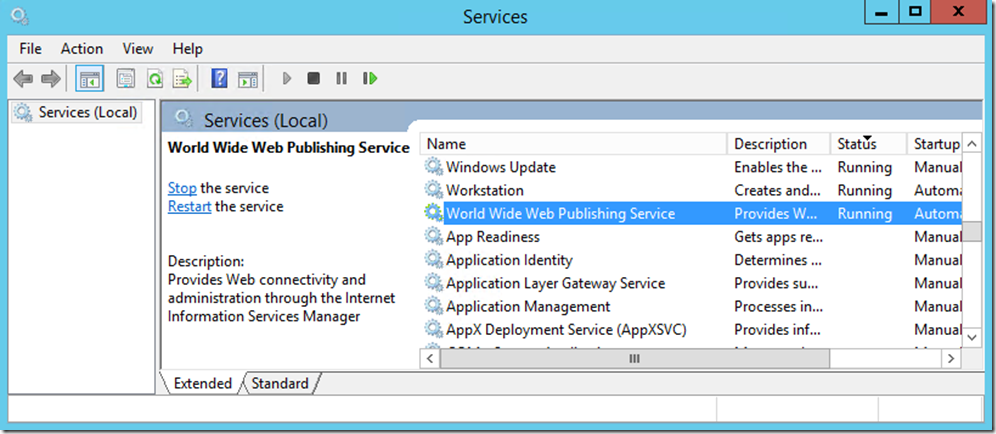 Services
File Action View Help
Services (Local)
Services (Local)
World Wide Web Publishing Service
Stop the service
Restart the service
Description:
Provides Web connectivity and
administration through the Internet
Information Services Manager
Name Description Status Startup
Windows Update Enables the ... Running Manual
Workstation Creates and... Running Automa
World Wide Web Publishing Service Provides W... Running Automa
App Readiness Gets apps re... Manual
Application Identity Determines ... Manual
Application Layer Gateway Service Provides su... Manual
Application Management Processes in... Manual
AppX Deployment Service (AppXSVC) Provides inf... Manual
Extended Standard